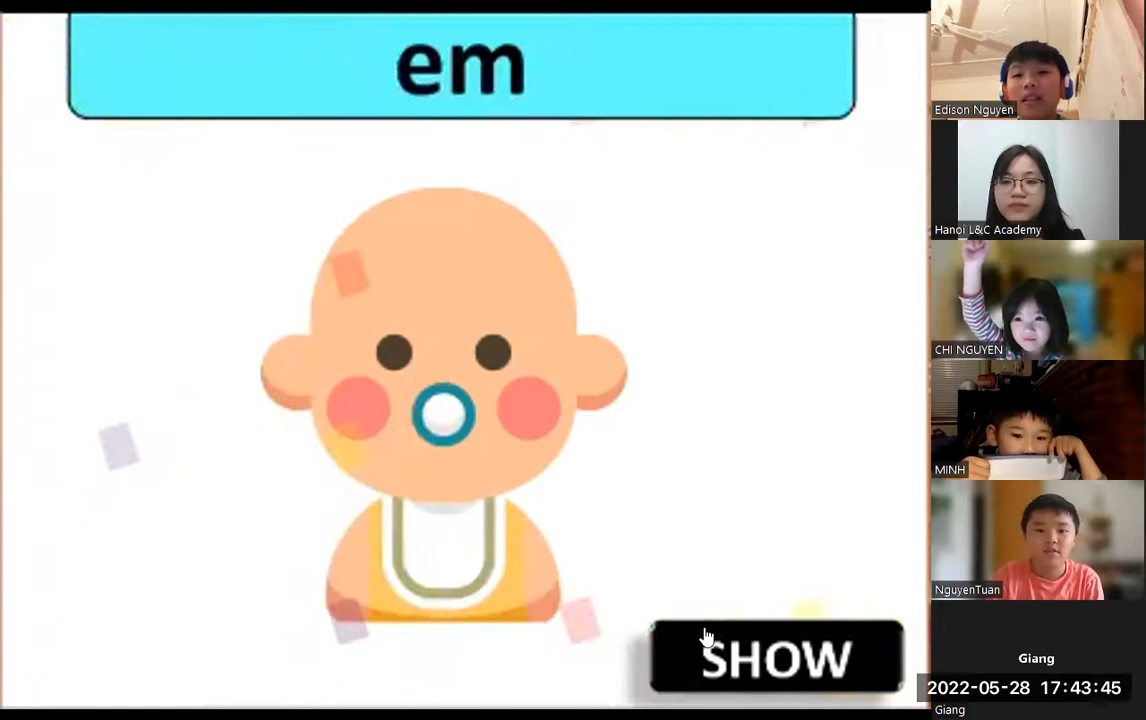 em
SHOW
Edison Nguyen
Hanoi L&C Academy
CHI NGUYEN
MINH
NguyenTuan
Giang
2022-05-28 17:43:45
Giang